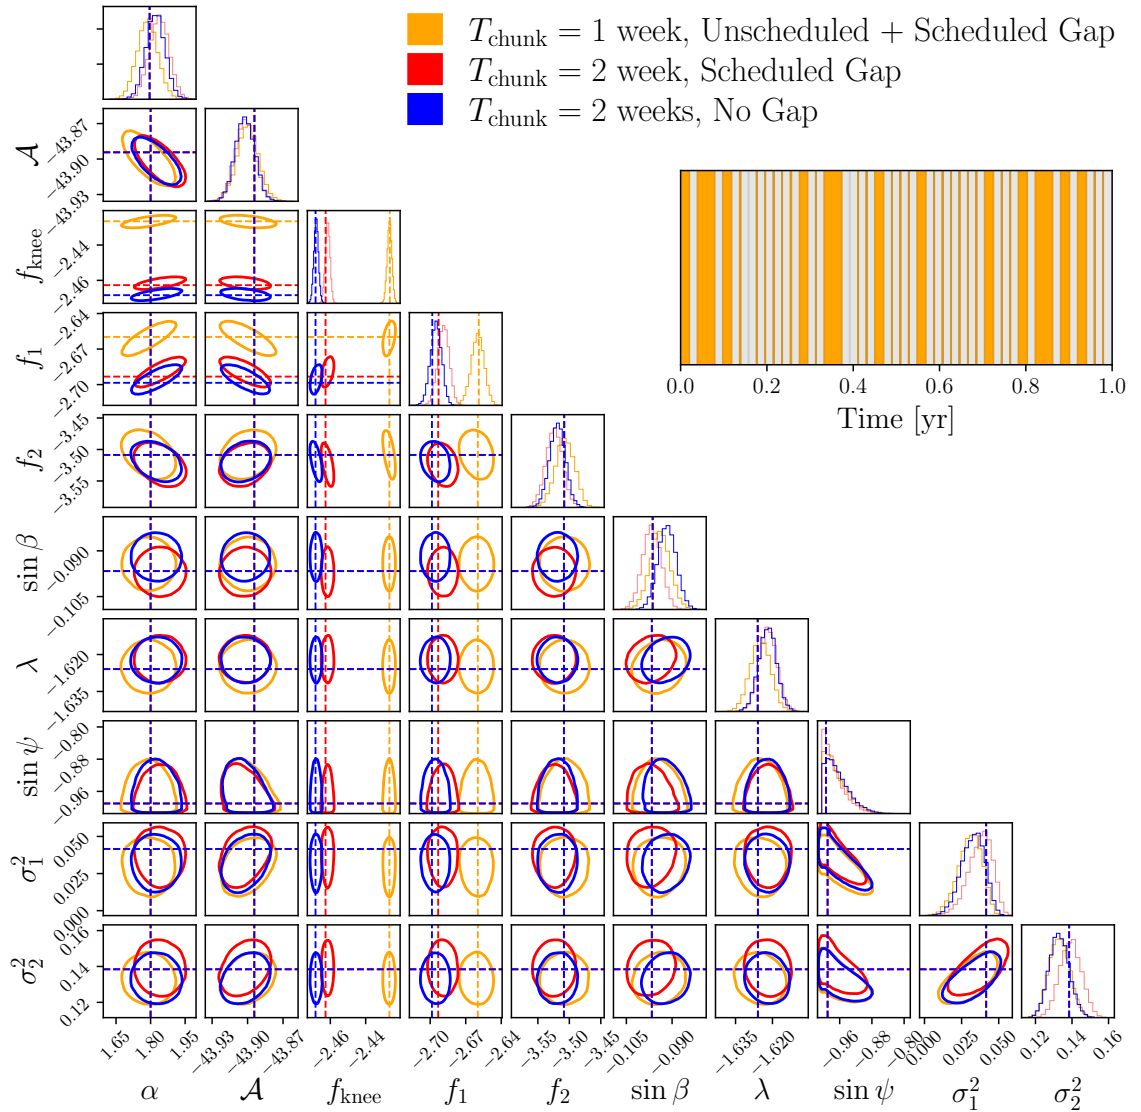 T_chunk = 1 week, Unscheduled + Scheduled Gap
T_chunk = 2 week, Scheduled Gap
T_chunk = 2 weeks, No Gap
0.0 0.2 0.4 0.6 0.8 1.0
Time [yr]
𝒜
−43.87
−43.90
−43.93
f_knee
−2.44
−2.46
f_1
−2.64
−2.67
−2.70
f_2
−3.45
−3.50
−3.55
sin β
−0.090
−0.105
λ
−1.620
−1.635
sin ψ
−0.80
−0.88
−0.96
σ_1^2
0.050
0.025
0.000
σ_2^2
0.16
0.14
0.12
1.65 1.80 1.95 −43.93 −43.90 −43.87 −2.46 −2.44 −2.70 −2.67 −2.64 −3.55 −3.50 −3.45 −0.105 −0.090 −1.635 −1.620 −0.96 −0.88 −0.80 0.000 0.025 0.050 0.12 0.14 0.16
α 𝒜 f_knee f_1 f_2 sin β λ sin ψ σ_1^2 σ_2^2